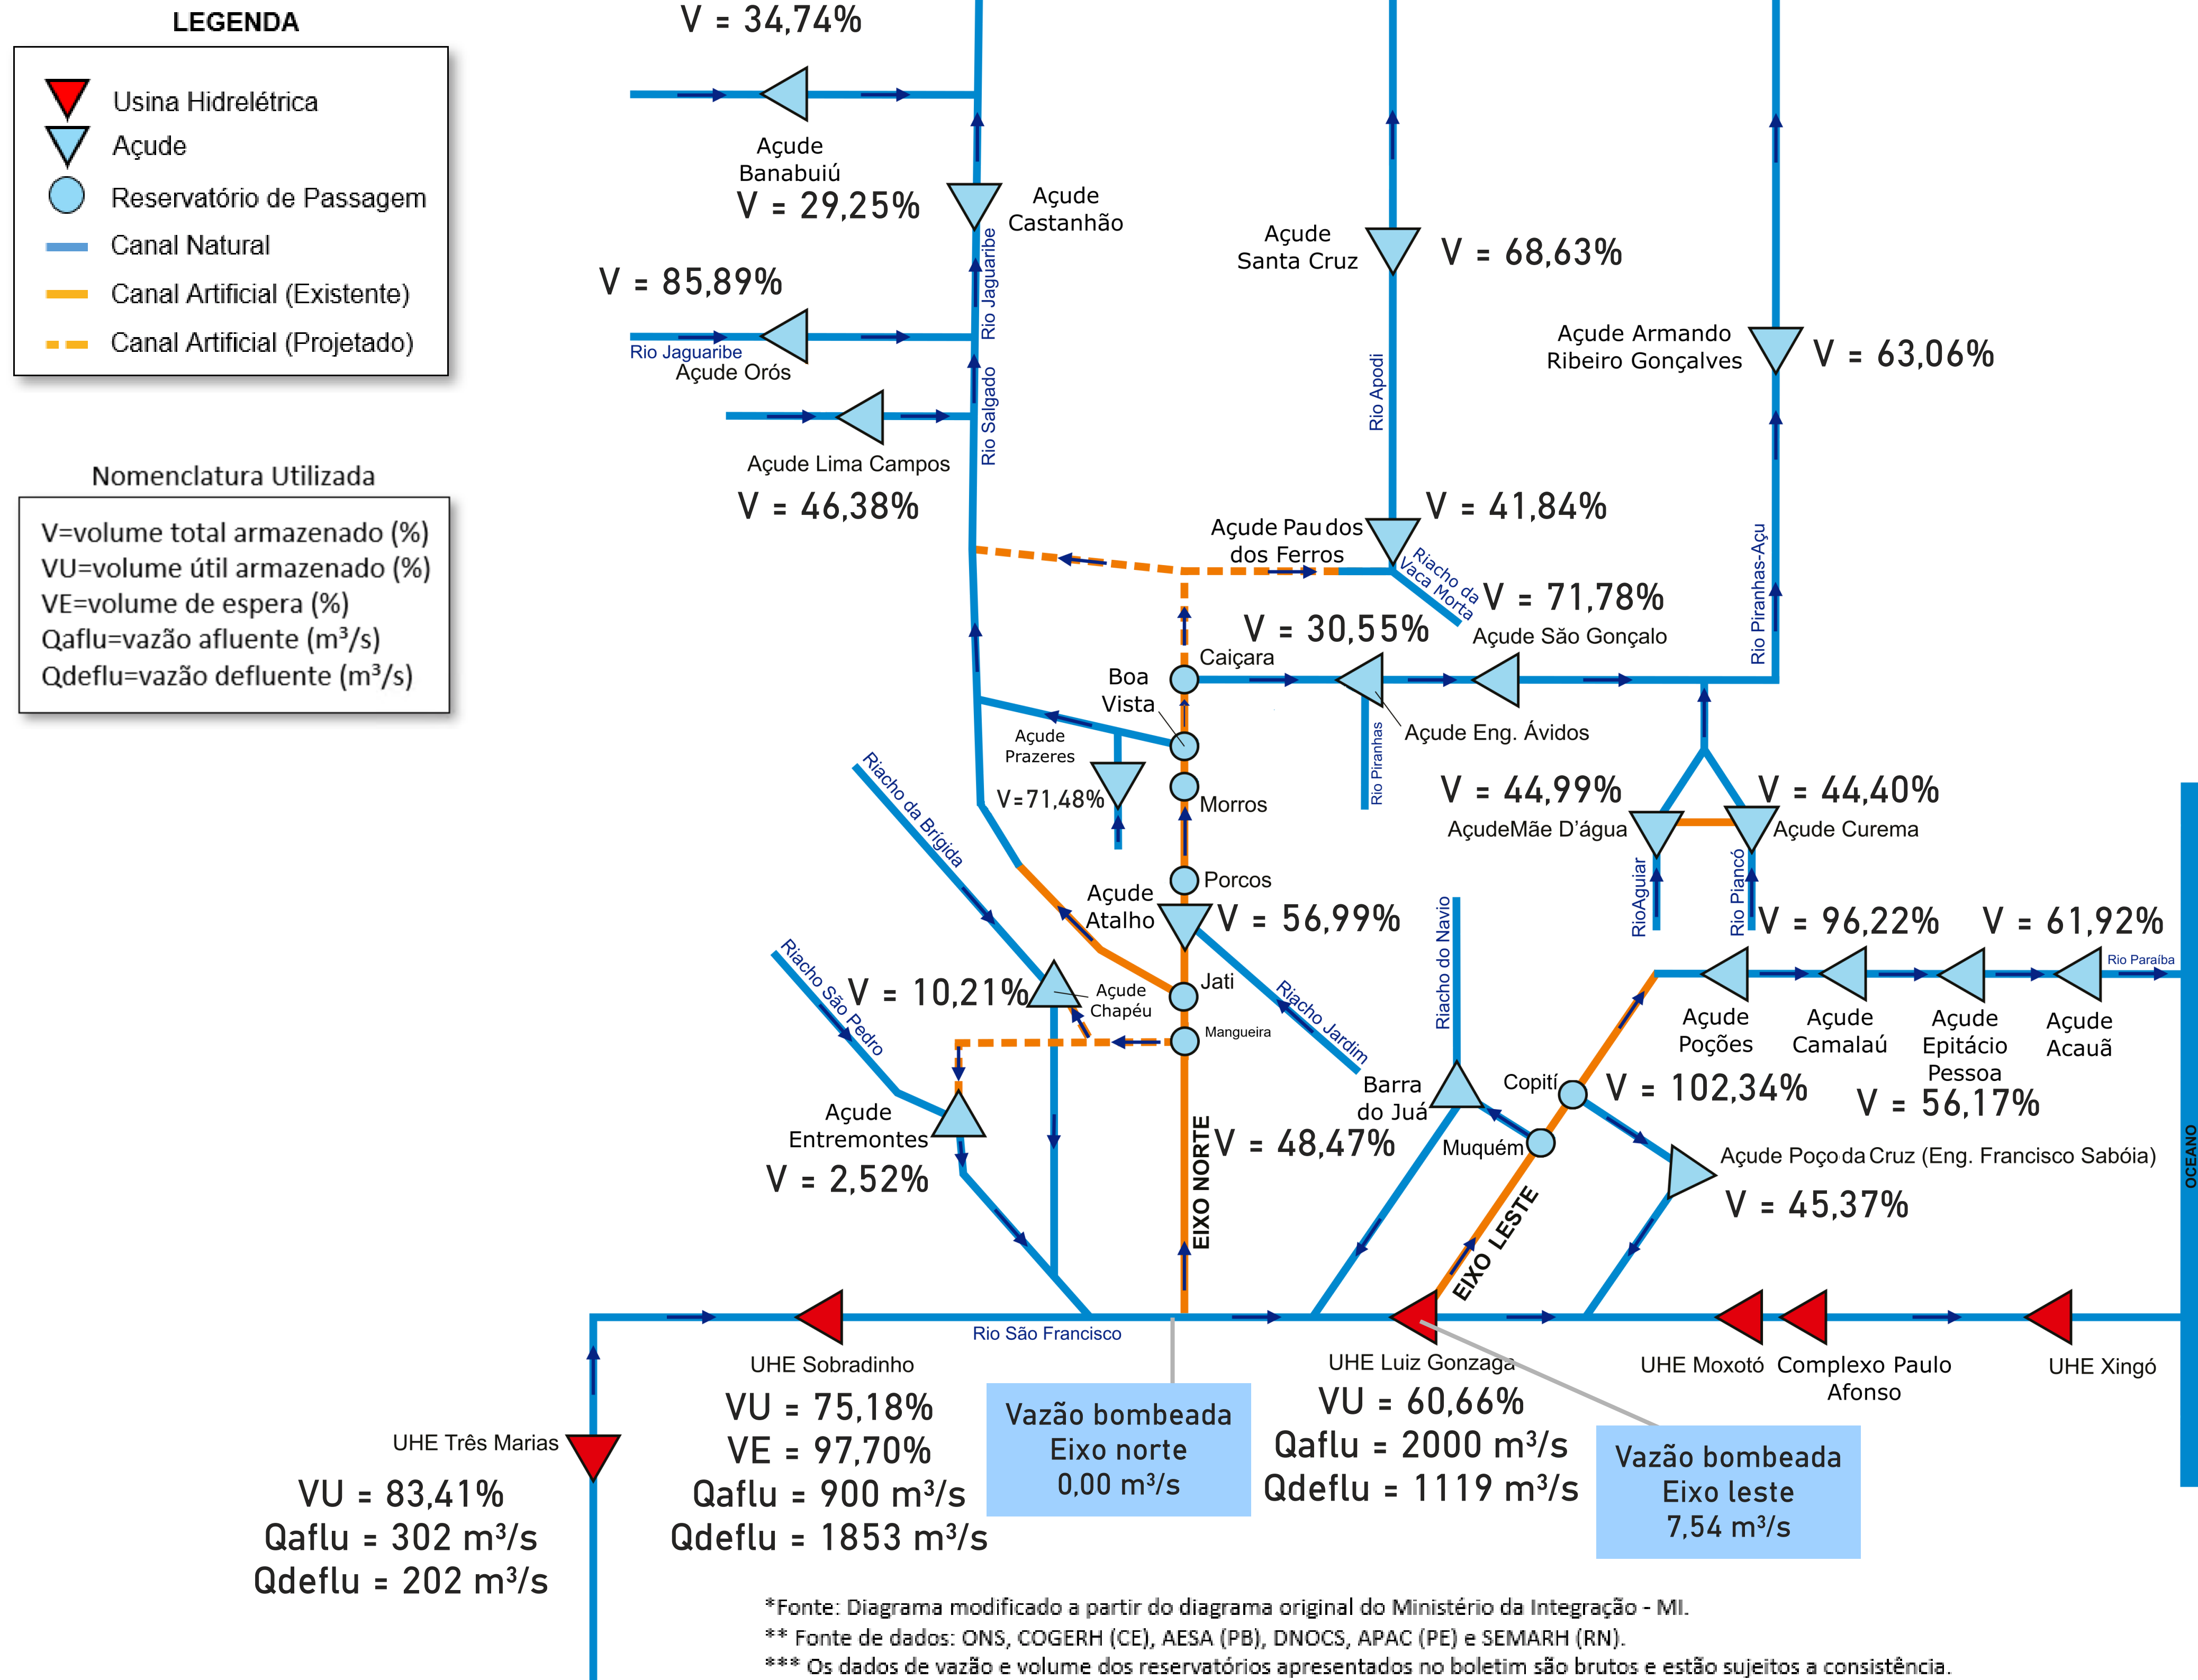 LEGENDA
Usina Hidrelétrica
Açude
Reservatório de Passagem
Canal Natural
Canal Artificial (Existente)
Canal Artificial (Projetado)
Nomenclatura Utilizada
V=volume total armazenado (%)
VU=volume útil armazenado (%)
VE=volume de espera (%)
Qaflu=vazão afluente (m³/s)
Qdeflu=vazão defluente (m³/s)
V = 34,74%
Açude
Banabuiú
V = 29,25%
Açude
Castanhão
Rio Jaguaribe
V = 85,89%
Rio Jaguaribe
Açude Orós
Rio Salgado
Açude Lima Campos
V = 46,38%
Açude
Santa Cruz
V = 68,63%
Rio Apodi
Açude Armando
Ribeiro Gonçalves
V = 63,06%
V = 41,84%
Açude Pau dos
dos Ferros
Riacho da
Vaca Morta
Rio Piranhas-Açu
V = 71,78%
Açude São Gonçalo
V = 30,55%
Caiçara
Boa
Vista
Açude Eng. Ávidos
Rio Piranhas
Açude
Prazeres
V=71,48%
Morros
V = 44,99%
AçudeMãe D'água
V = 44,40%
Açude Curema
RioAguiar
Rio Piancó
Riacho da Brígida
Porcos
Açude
Atalho
V = 56,99%
Riacho do Navio
V = 96,22%
V = 61,92%
Rio Paraíba
Riacho São Pedro
V = 10,21%
Açude
Chapéu
Jati
Mangueira
Riacho Jardim
Açude
Poções
Açude
Camalaú
Açude
Epitácio
Pessoa
Açude
Acauã
V = 102,34%
V = 56,17%
Copití
Barra
do Juá
V = 48,47%
Muquém
Açude
Entremontes
V = 2,52%
EIXO NORTE
EIXO LESTE
Açude Poço da Cruz (Eng. Francisco Sabóia)
V = 45,37%
OCEANO
Rio São Francisco
UHE Sobradinho
VU = 75,18%
VE = 97,70%
Qaflu = 900 m³/s
Qdeflu = 1853 m³/s
UHE Três Marias
VU = 83,41%
Qaflu = 302 m³/s
Qdeflu = 202 m³/s
Vazão bombeada
Eixo norte
0,00 m³/s
UHE Luiz Gonzaga
VU = 60,66%
Qaflu = 2000 m³/s
Qdeflu = 1119 m³/s
Vazão bombeada
Eixo leste
7,54 m³/s
UHE Moxotó
Complexo Paulo
Afonso
UHE Xingó
*Fonte: Diagrama modificado a partir do diagrama original do Ministério da Integração - MI.
** Fonte de dados: ONS, COGERH (CE), AESA (PB), DNOCS, APAC (PE) e SEMARH (RN).
*** Os dados de vazão e volume dos reservatórios apresentados no boletim são brutos e estão sujeitos a consistência.